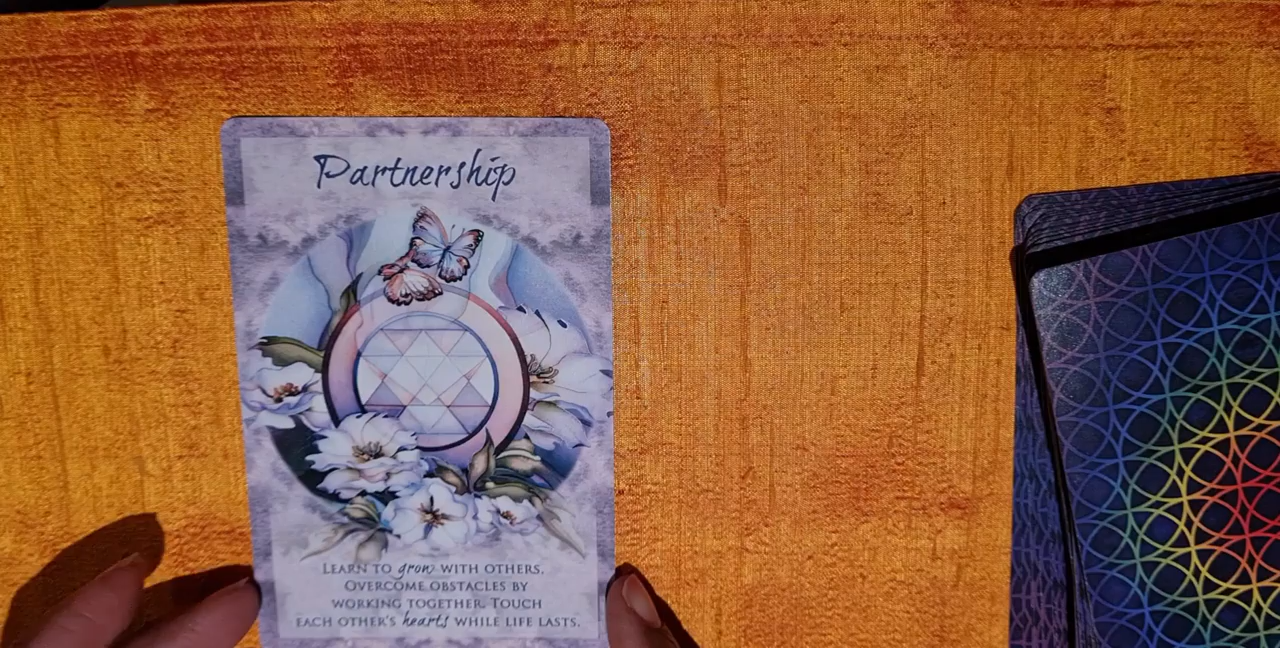 Partnership
LEARN TO grow WITH OTHERS.
OVERCOME OBSTACLES BY
WORKING TOGETHER. TOUCH
EACH OTHER'S hearts WHILE LIFE LASTS.